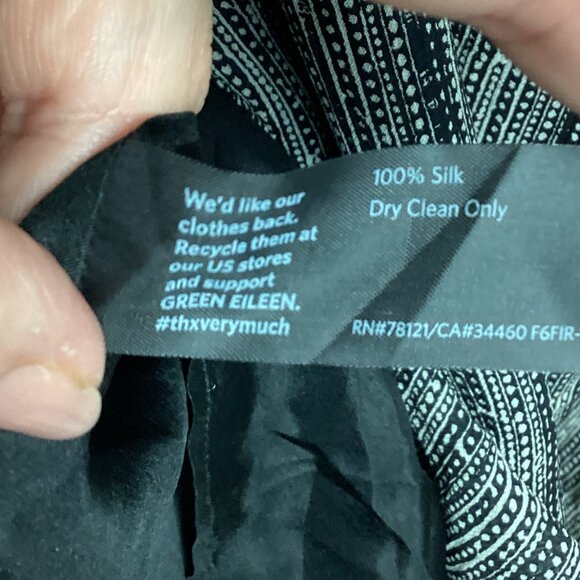 We'd like our
clothes back.
Recycle them at
our US stores
and support
GREEN EILEEN.
#thxverymuch
100% Silk
Dry Clean Only
RN#78121/CA#34460 F6FIR-